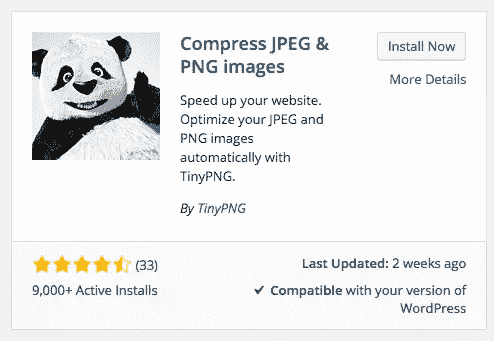 Compress JPEG &
PNG images
Install Now
More Details
Speed up your website.
Optimize your JPEG and
PNG images
automatically with
TinyPNG.
By TinyPNG
(33)
Last Updated: 2 weeks ago
9,000+ Active Installs
✔ Compatible with your version of
WordPress